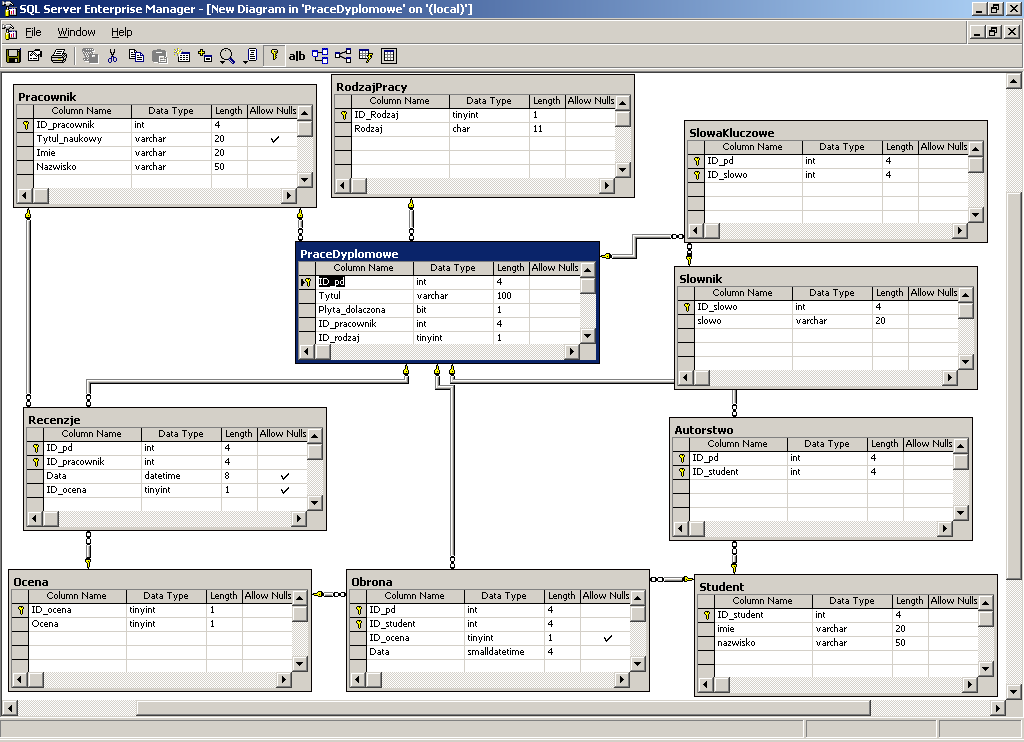 SQL Server Enterprise Manager - [New Diagram in 'PraceDyplomowe' on '(local)']
File Window Help
ab
Pracownik
Column Name Data Type Length Allow Nulls
ID_pracownik int 4
Tytul_naukowy varchar 20 ✓
Imie varchar 20
Nazwisko varchar 50
RodzajPracy
Column Name Data Type Length Allow Nulls
ID_Rodzaj tinyint 1
Rodzaj char 11
SlowaKluczowe
Column Name Data Type Length Allow Nulls
ID_pd int 4
ID_slowo int 4
PraceDyplomowe
Column Name Data Type Length Allow Nulls
ID_pd int 4
Tytul varchar 100
Plyta_dolaczona bit 1
ID_pracownik int 4
ID_rodzaj tinyint 1
Slownik
Column Name Data Type Length Allow Nulls
ID_slowo int 4
slowo varchar 20
Recenzje
Column Name Data Type Length Allow Nulls
ID_pd int 4
ID_pracownik int 4
Data datetime 8 ✓
ID_ocena tinyint 1 ✓
Autorstwo
Column Name Data Type Length Allow Nulls
ID_pd int 4
ID_student int 4
Ocena
Column Name Data Type Length Allow Nulls
ID_ocena tinyint 1
Ocena tinyint 1
Obrona
Column Name Data Type Length Allow Nulls
ID_pd int 4
ID_student int 4
ID_ocena tinyint 1 ✓
Data smalldatetime 4
Student
Column Name Data Type Length Allow Nulls
ID_student int 4
imie varchar 20
nazwisko varchar 50